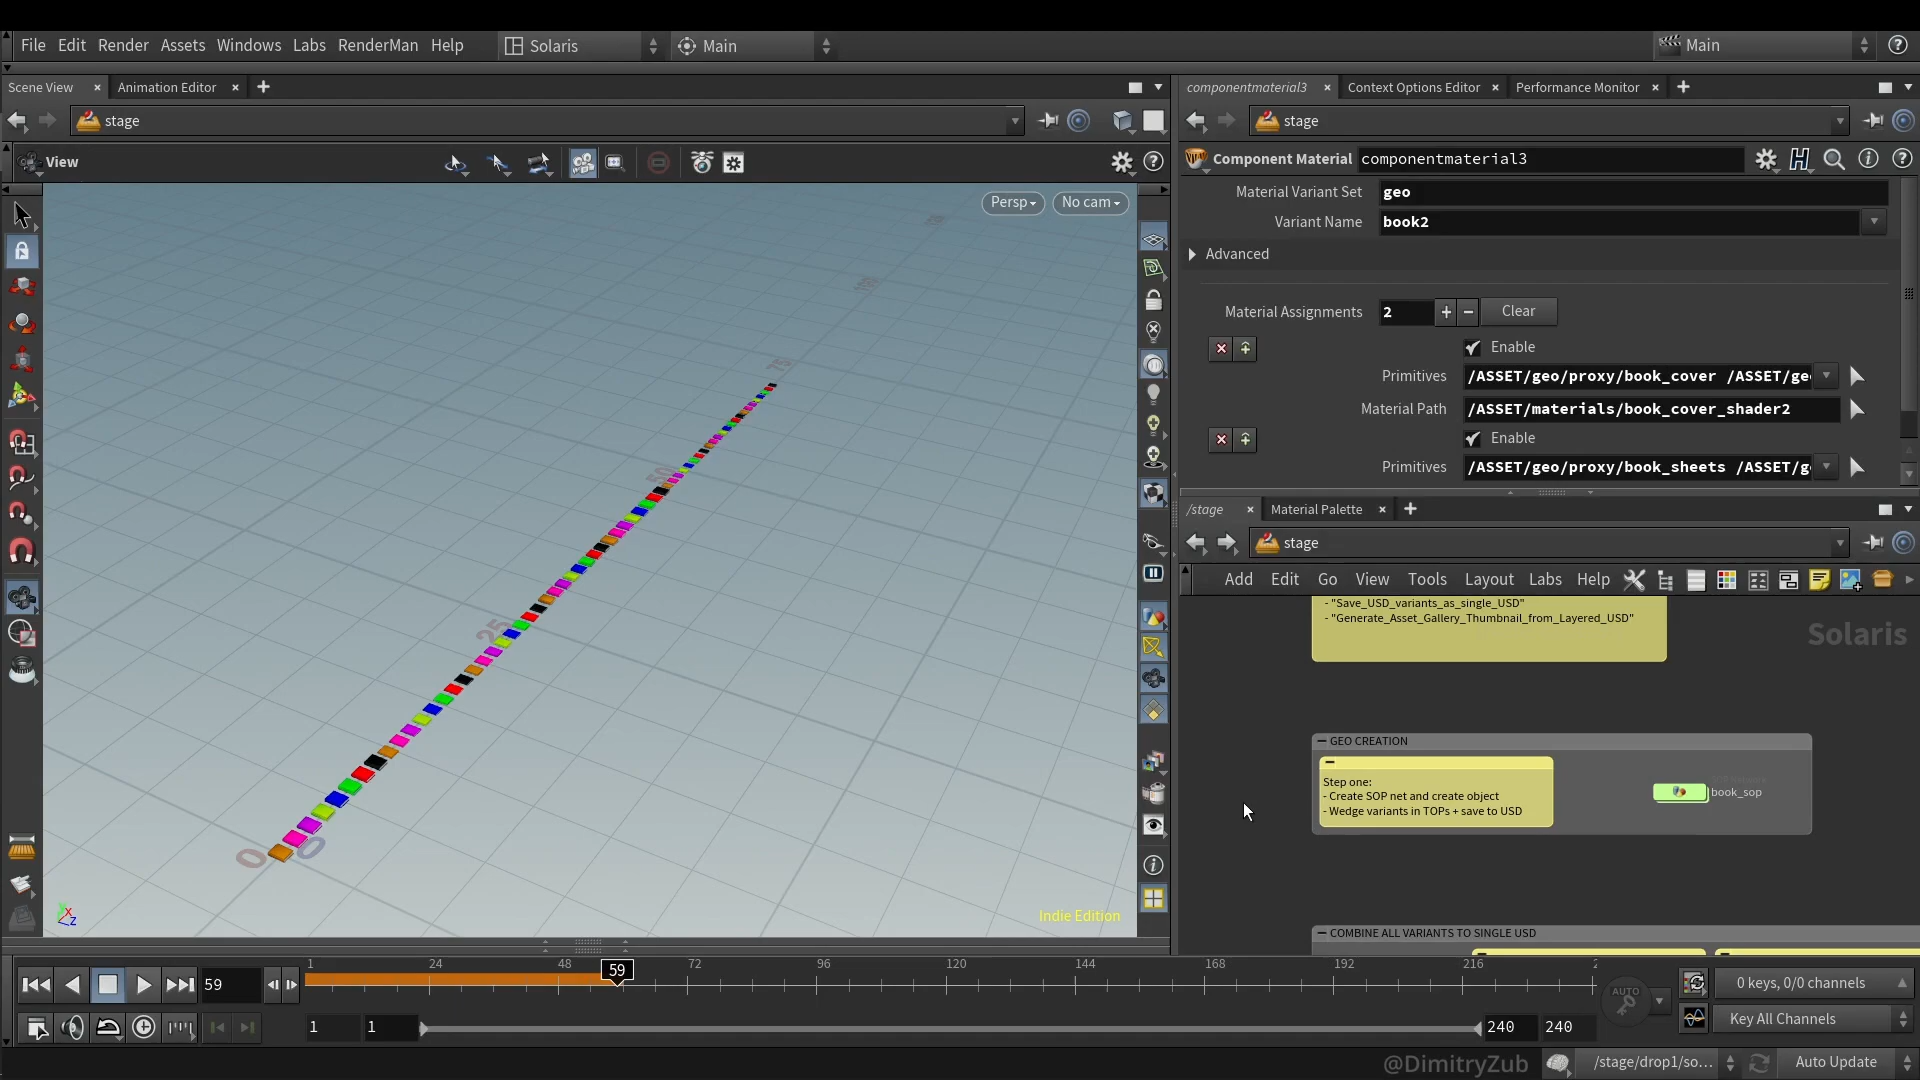 File Edit Render Assets Windows Labs RenderMan Help
Solaris
Main
Main
Scene View
Animation Editor
componentmaterial3
Context Options Editor
Performance Monitor
stage
stage
View
Component Material componentmaterial3
Persp
No cam
Material Variant Set geo
Variant Name book2
Advanced
Material Assignments 2 + − Clear
Enable
Primitives /ASSET/geo/proxy/book_cover /ASSET/ge
Material Path /ASSET/materials/book_cover_shader2
Enable
Primitives /ASSET/geo/proxy/book_sheets /ASSET/g
75
50
25
0
0
/stage
Material Palette
stage
Add Edit Go View Tools Layout Labs Help
- "Save_USD_variants_as_single_USD"
- "Generate_Asset_Gallery_Thumbnail_from_Layered_USD"
Solaris
GEO CREATION
Step one:
- Create SOP net and create object
- Wedge variants in TOPs + save to USD
book_sop
COMBINE ALL VARIANTS TO SINGLE USD
Indie Edition
z
59
1 24 48 59 72 96 120 144 168 192 216 2
AUTO
0 keys, 0/0 channels
1
1
240
240
Key All Channels
@DimitryZub
/stage/drop1/so...
Auto Update